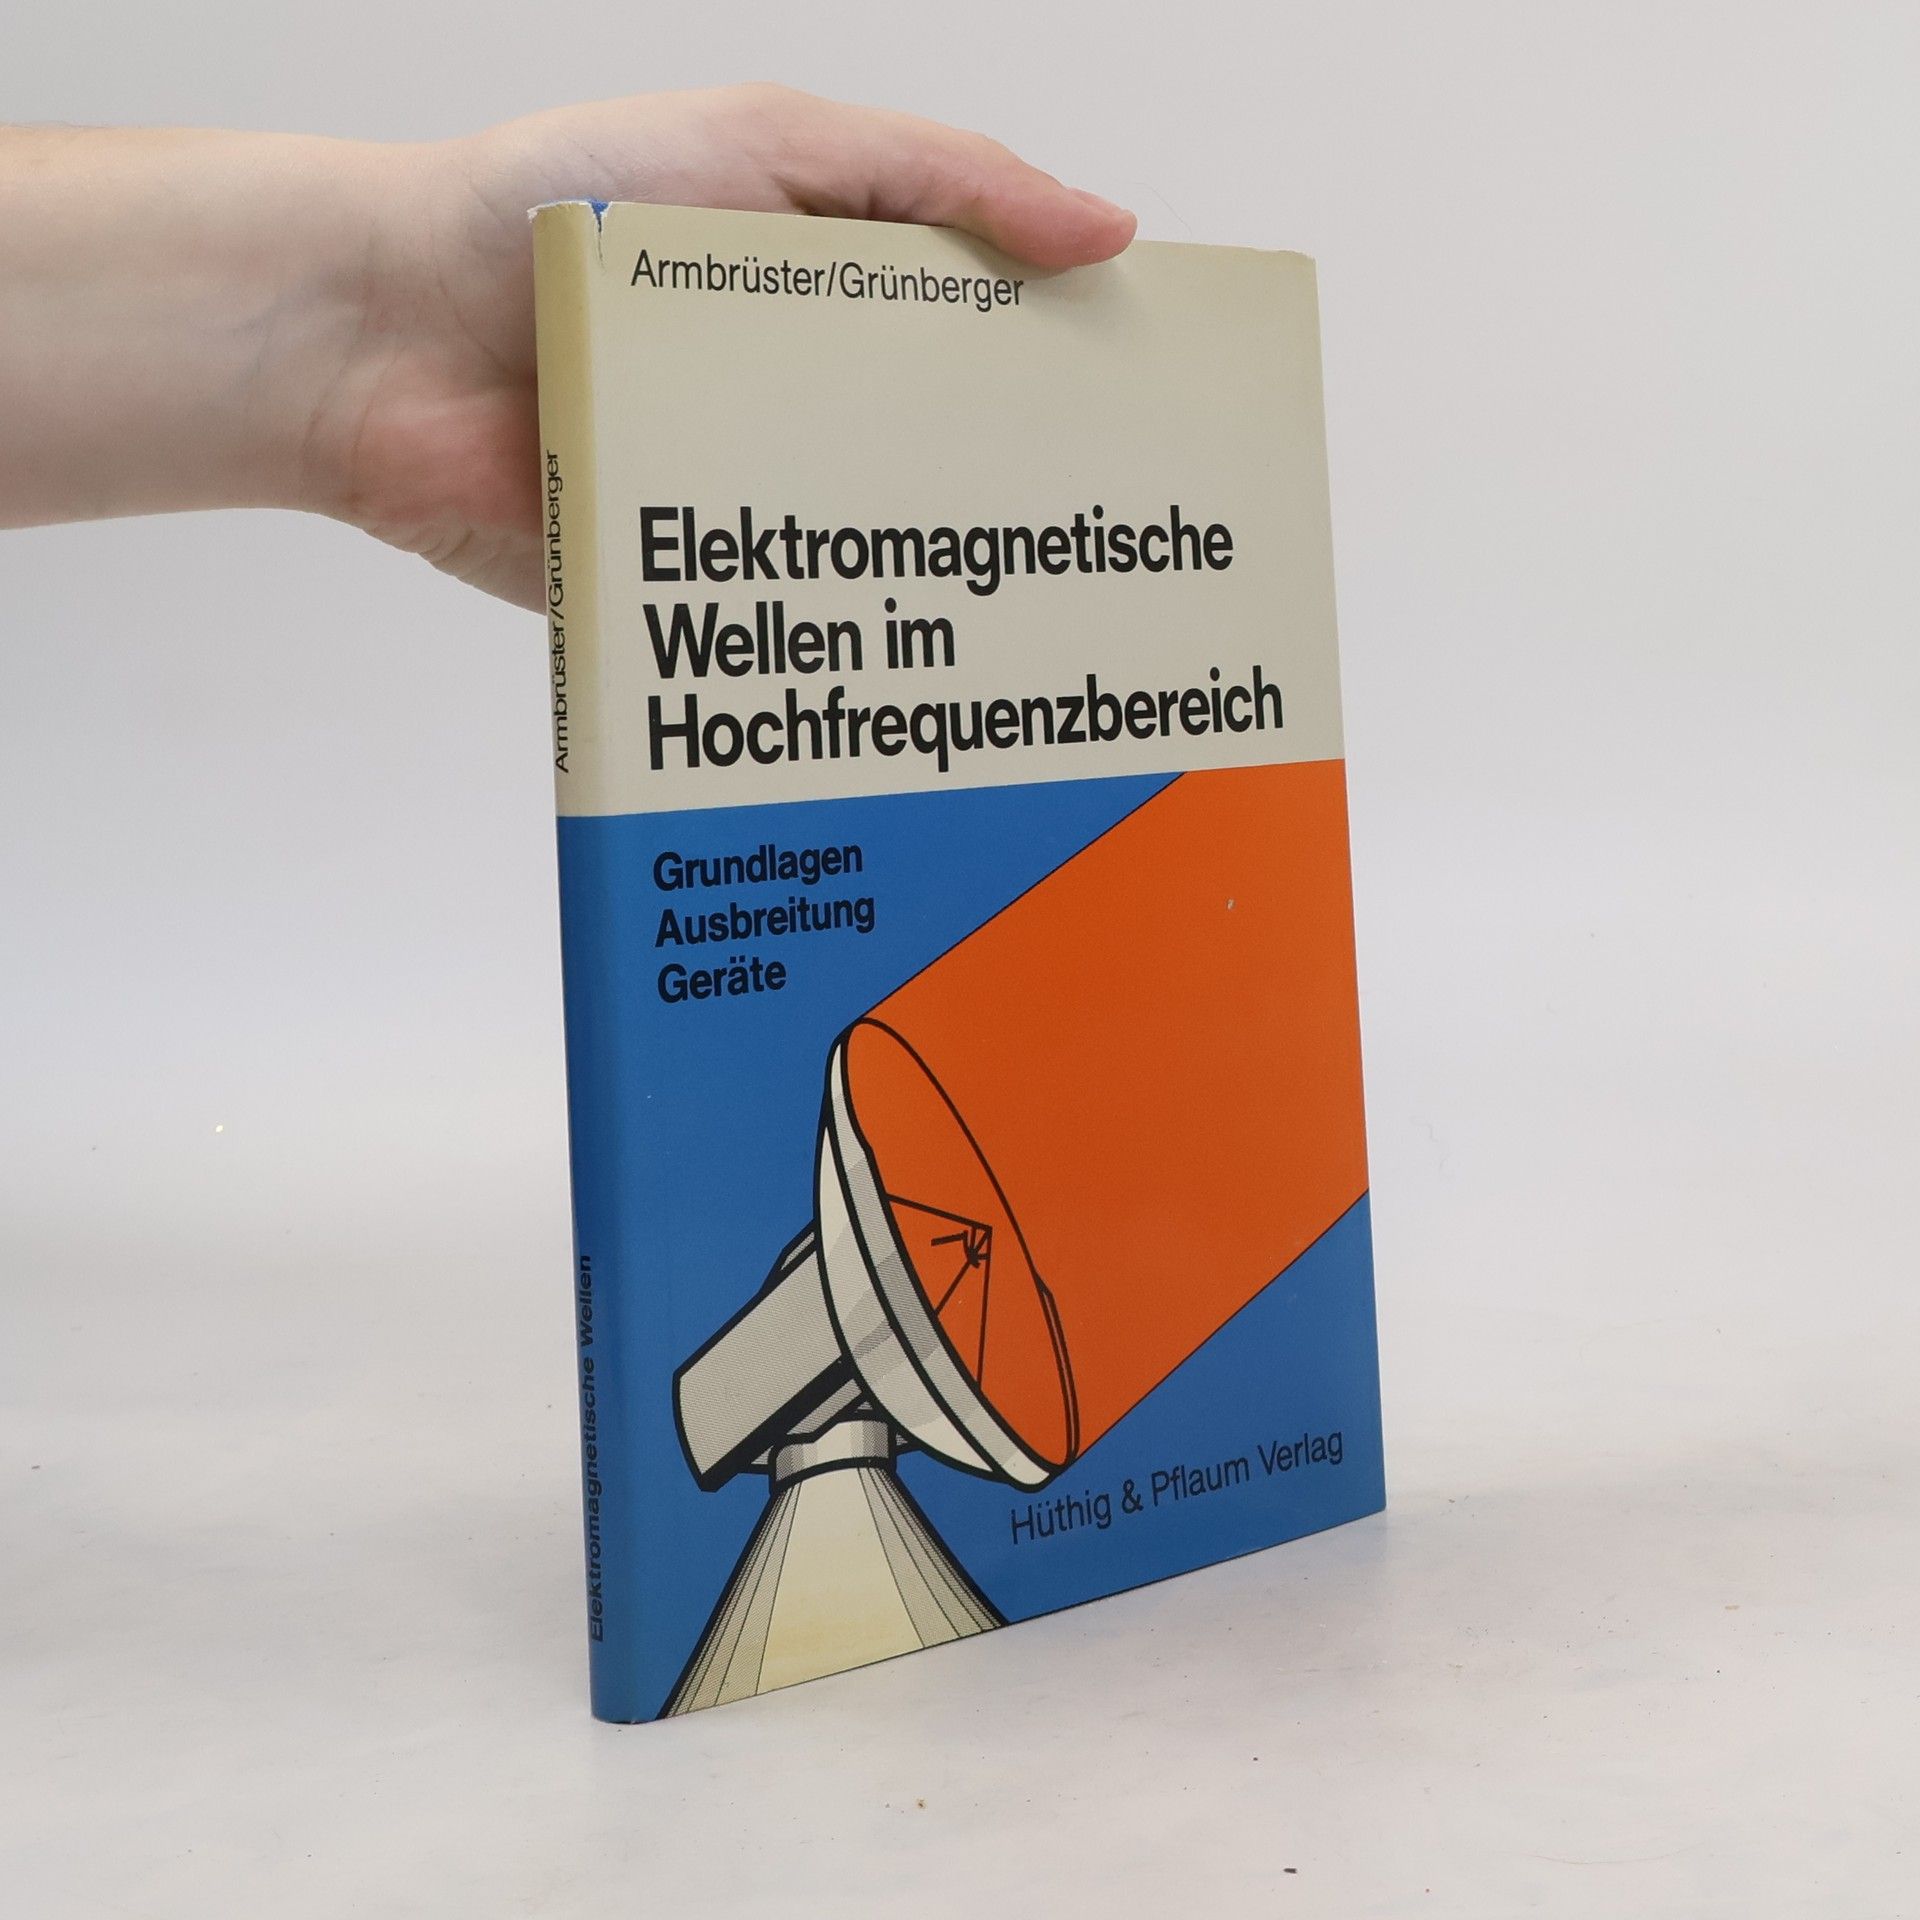 Armbrüster/Grünberger
Elektromagnetische
Wellen im
Hochfrequenzbereich
Grundlagen
Ausbreitung
Geräte
Hüthig & Pflaum Verlag
Armbrüster/Grünberger
Elektromagnetische Wellen